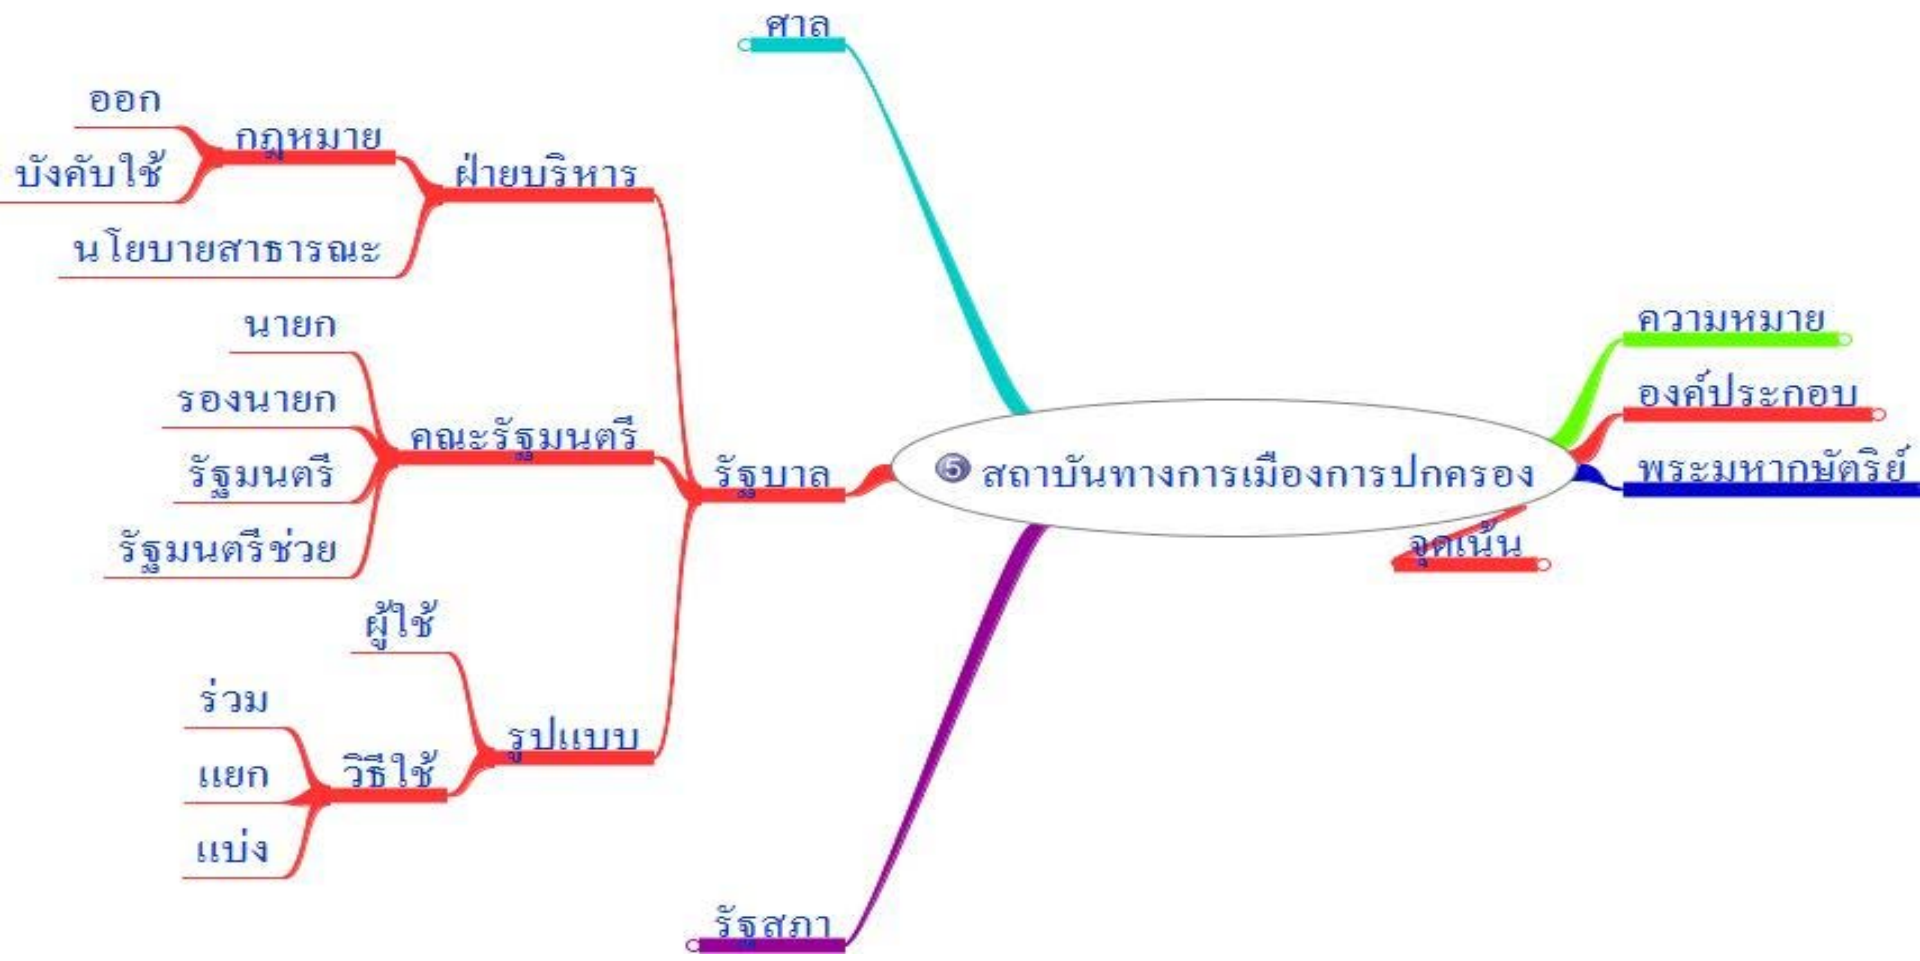 ศาล
ออก
กฎหมาย
บังคับใช้
ฝ่ายบริหาร
นโยบายสาธารณะ
นายก
รองนายก
คณะรัฐมนตรี
รัฐมนตรี
รัฐมนตรีช่วย
รัฐบาล
ผู้ใช้
รูปแบบ
ร่วม
วิธีใช้
แยก
แบ่ง
รัฐสภา
5 สถาบันทางการเมืองการปกครอง
ความหมาย
องค์ประกอบ
พระมหากษัตริย์
จุดเน้น